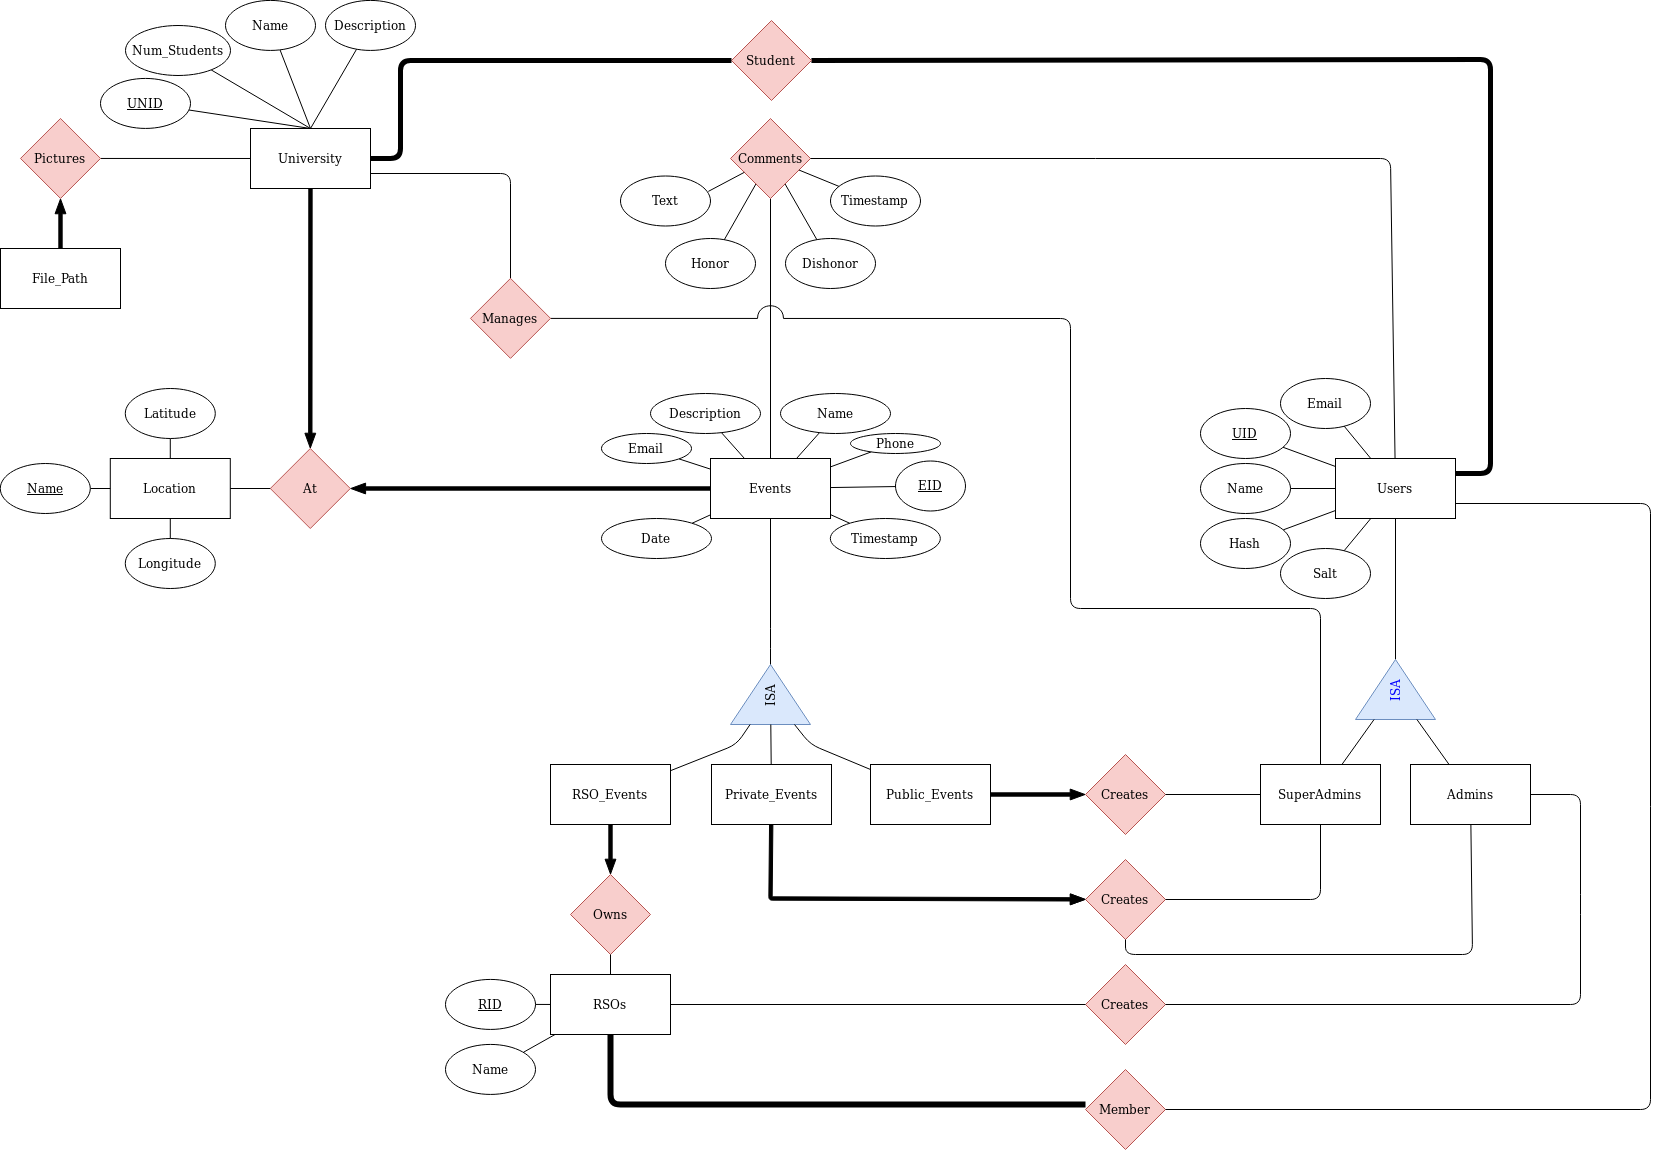 Name
Description
Num_Students
Student
UNID
Pictures
University
Comments
Text
Timestamp
Honor
Dishonor
File_Path
Manages
Latitude
Description
Name
Email
Email
Phone
UID
Name
Location
At
Events
EID
Name
Users
Date
Timestamp
Hash
Longitude
Salt
ISA
ISA
RSO_Events
Private_Events
Public_Events
Creates
SuperAdmins
Admins
Creates
Owns
RID
RSOs
Creates
Name
Member